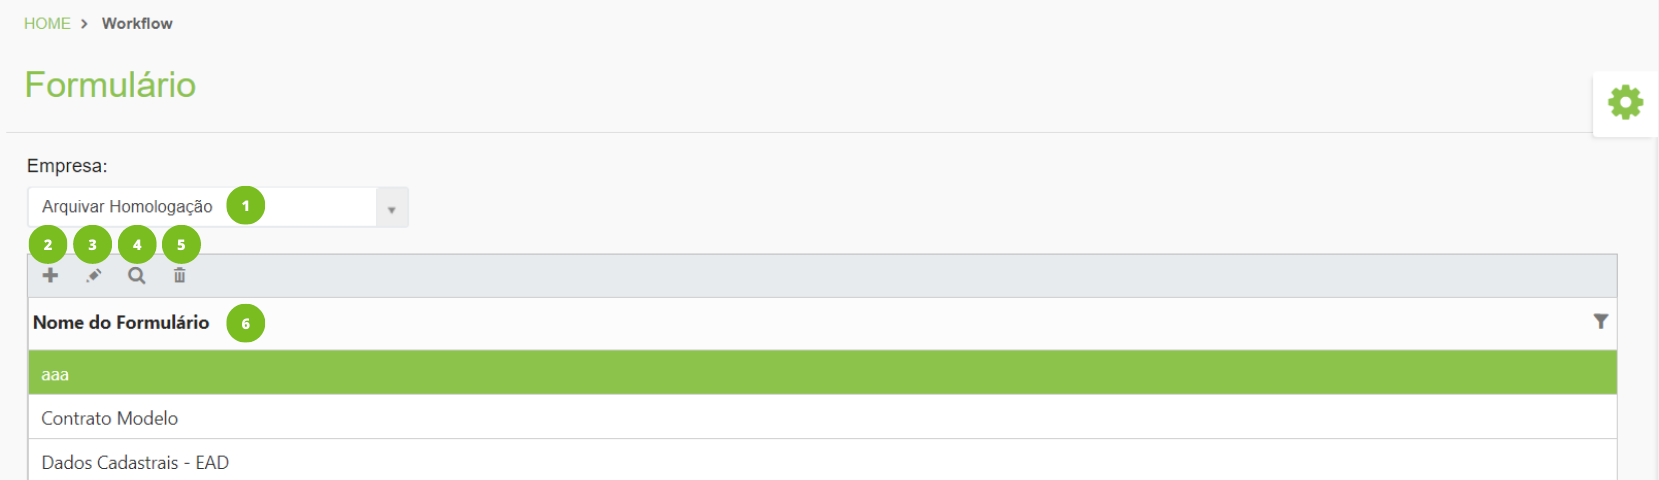 HOME > Workflow
Formulário
Empresa:
Arquivar Homologação 1
2 3 4 5
Nome do Formulário 6
aaa
Contrato Modelo
Dados Cadastrais - EAD